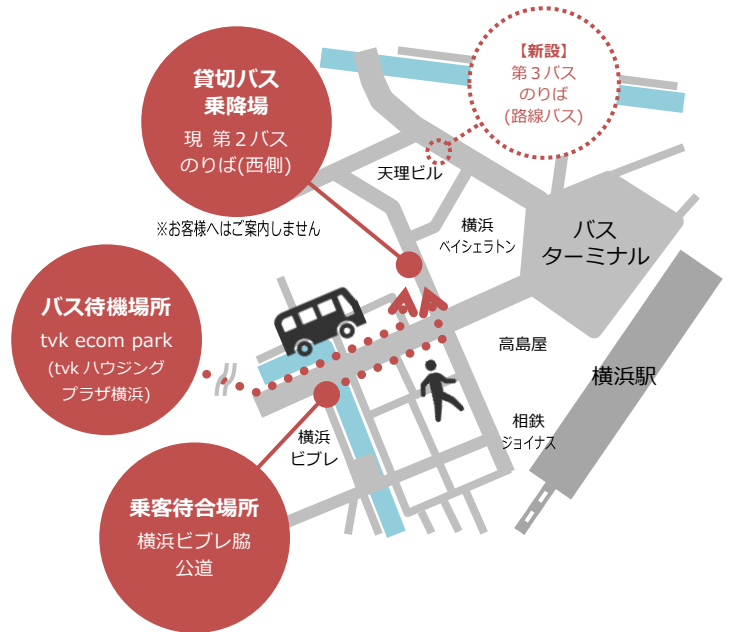 貸切バス
乗降場
現 第２バス
のりば(西側)
※お客様へはご案内しません
【新設】
第３バス
のりば
(路線バス)
天理ビル
横浜
ベイシェラトン
バス
ターミナル
バス待機場所
tvk ecom park
(tvk ハウジング
プラザ横浜)
高島屋
横浜駅
相鉄
ジョイナス
横浜
ビブレ
乗客待合場所
横浜ビブレ脇
公道